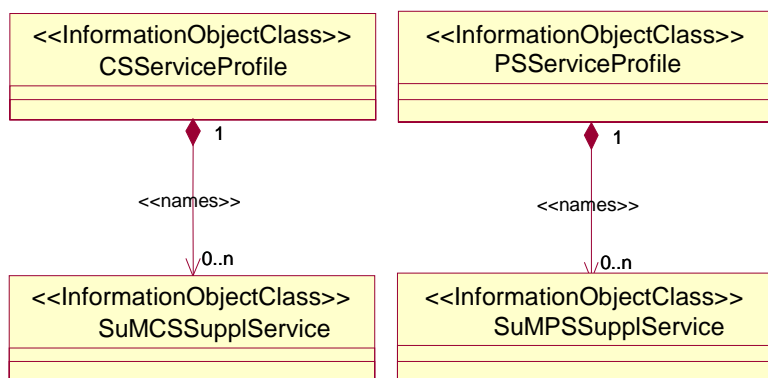 <<InformationObjectClass>>
CSServiceProfile
1
<<names>>
0..n
<<InformationObjectClass>>
SuMCSSupplService
<<InformationObjectClass>>
PSServiceProfile
1
<<names>>
0..n
<<InformationObjectClass>>
SuMPSSupplService